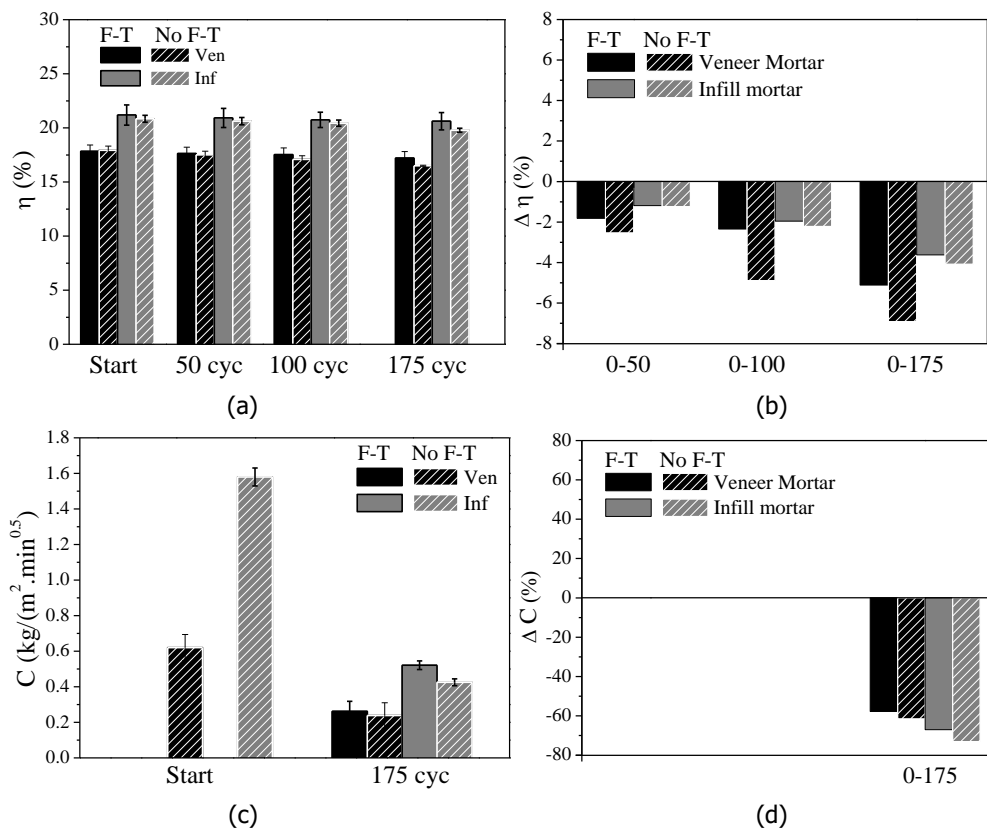 30
25
20
15
10
5
0
η (%)
F-T No F-T
Ven
Inf
Start 50 cyc 100 cyc 175 cyc
(a)
8
6
4
2
0
-2
-4
-6
-8
Δ η (%)
F-T No F-T
Veneer Mortar
Infill mortar
0-50 0-100 0-175
(b)
1.8
1.6
1.4
1.2
1.0
0.8
0.6
0.4
0.2
0.0
C (kg/(m².min⁰·⁵)
F-T No F-T
Ven
Inf
Start 175 cyc
(c)
80
60
40
20
0
-20
-40
-60
-80
Δ C (%)
F-T No F-T
Veneer Mortar
Infill mortar
0-175
(d)